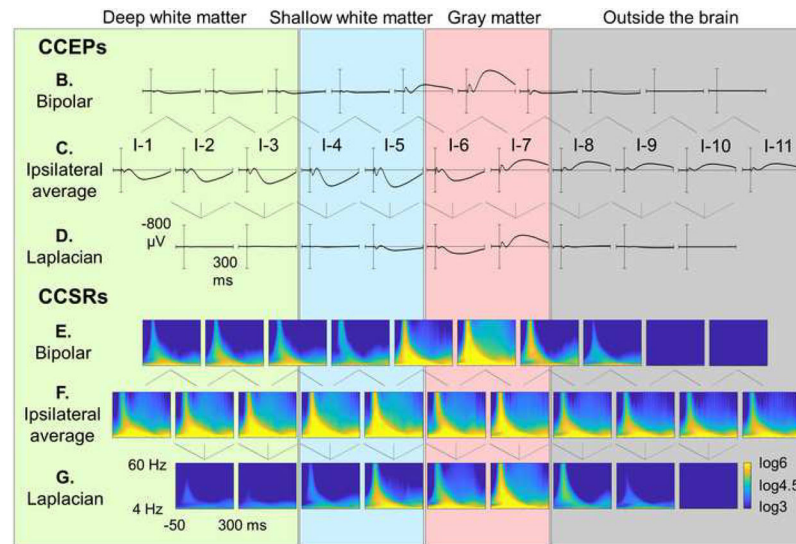 Deep white matter Shallow white matter Gray matter Outside the brain
CCEPs
B.
Bipolar
C.
Ipsilateral
average
I-1 I-2 I-3 I-4 I-5 I-6 I-7 I-8 I-9 I-10 I-11
D.
Laplacian
-800
µV
300
ms
CCSRs
E.
Bipolar
F.
Ipsilateral
average
G.
Laplacian
60 Hz
4 Hz
-50 300 ms
log6
log4.5
log3